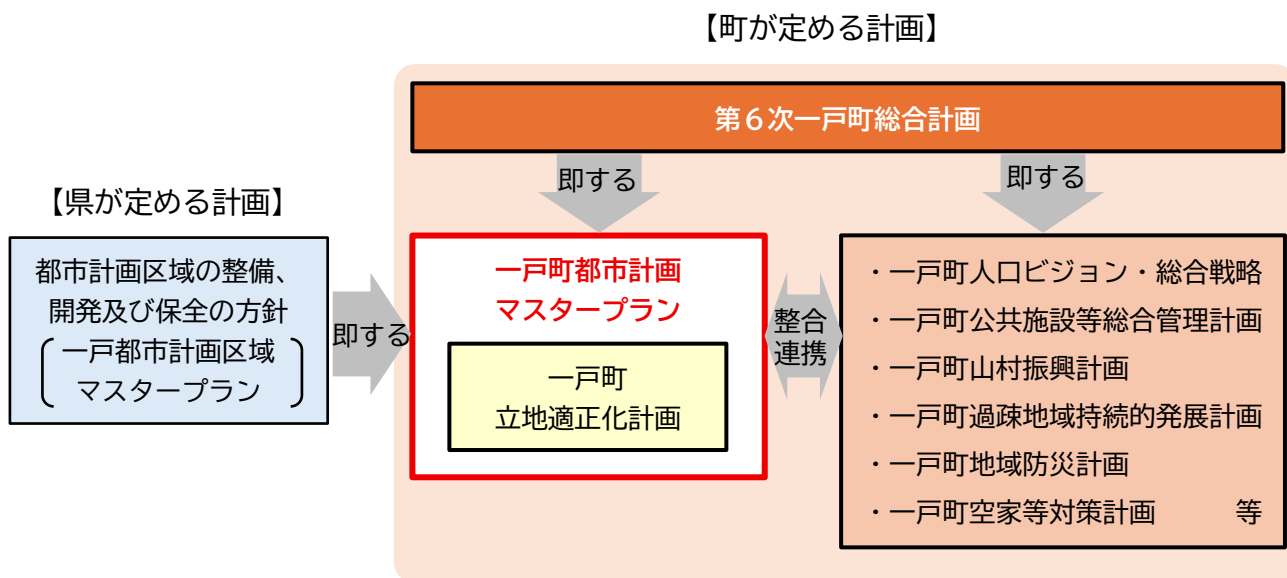 【町が定める計画】
第６次一戸町総合計画
即する
即する
【県が定める計画】
都市計画区域の整備、
開発及び保全の方針
一戸都市計画区域
マスタープラン
即する
一戸町都市計画
マスタープラン
一戸町
立地適正化計画
整合
連携
・一戸町人口ビジョン・総合戦略
・一戸町公共施設等総合管理計画
・一戸町山村振興計画
・一戸町過疎地域持続的発展計画
・一戸町地域防災計画
・一戸町空家等対策計画　　等